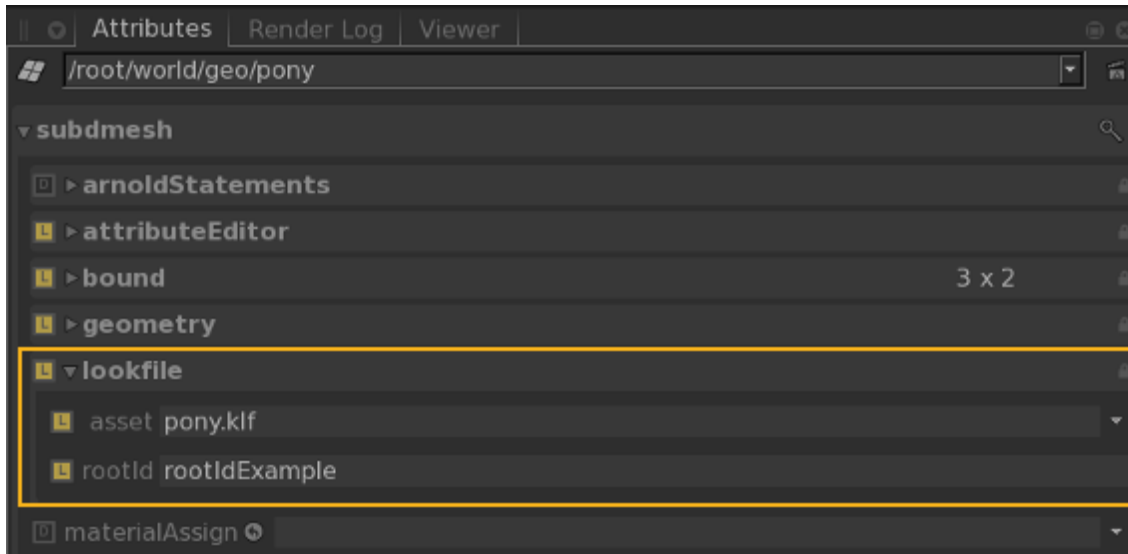 Attributes Render Log Viewer
/root/world/geo/pony
subdmesh
D arnoldStatements
L attributeEditor
L bound 3 x 2
L geometry
L lookfile
L asset pony.klf
L rootId rootIdExample
D materialAssign